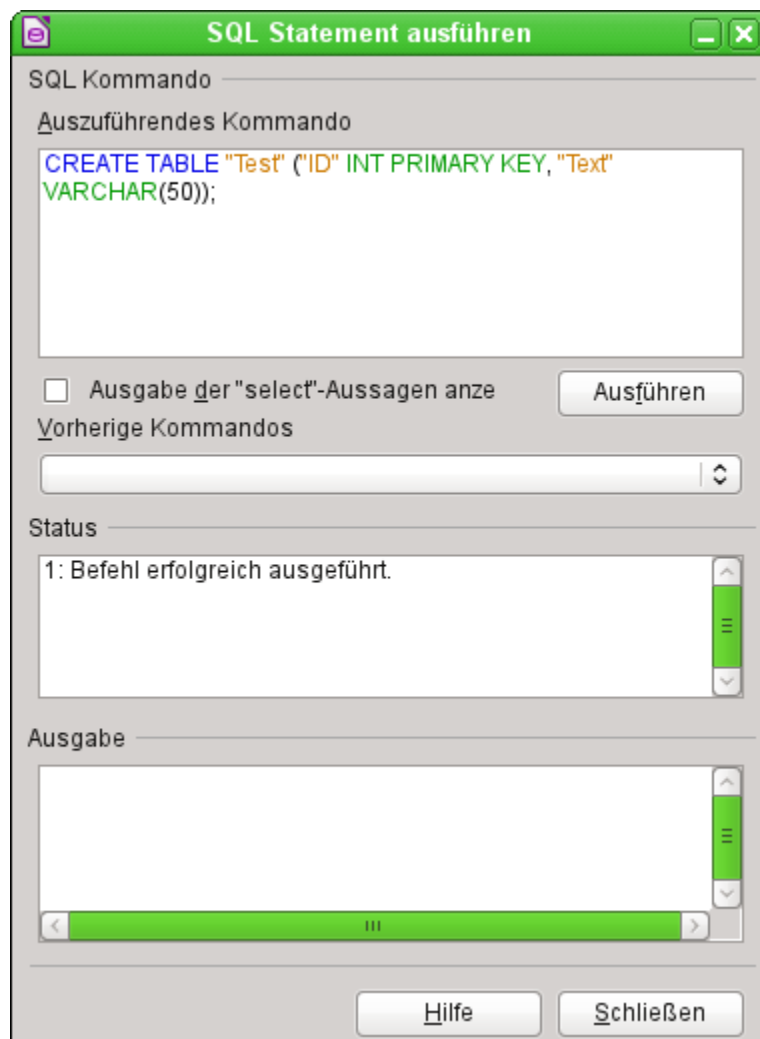 SQL Statement ausführen
SQL Kommando
Auszuführendes Kommando
CREATE TABLE "Test" ("ID" INT PRIMARY KEY, "Text"
VARCHAR(50));
Ausgabe der "select"-Aussagen anze
Ausführen
Vorherige Kommandos
Status
1: Befehl erfolgreich ausgeführt.
Ausgabe
Hilfe
Schließen